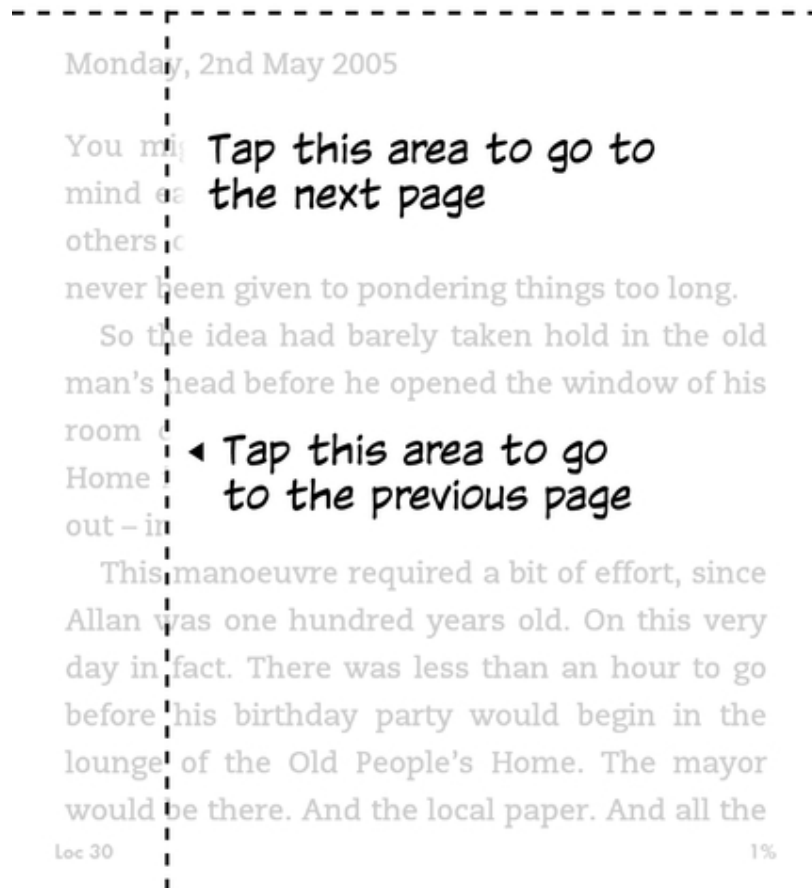 Monday, 2nd May 2005
You mi
Tap this area to go to
mind ea
the next page
others
never been given to pondering things too long.
So the idea had barely taken hold in the old
man's head before he opened the window of his
room
◄ Tap this area to go
Home
to the previous page
out – in
This manoeuvre required a bit of effort, since
Allan was one hundred years old. On this very
day in fact. There was less than an hour to go
before his birthday party would begin in the
lounge of the Old People's Home. The mayor
would be there. And the local paper. And all the
Loc 30 1%